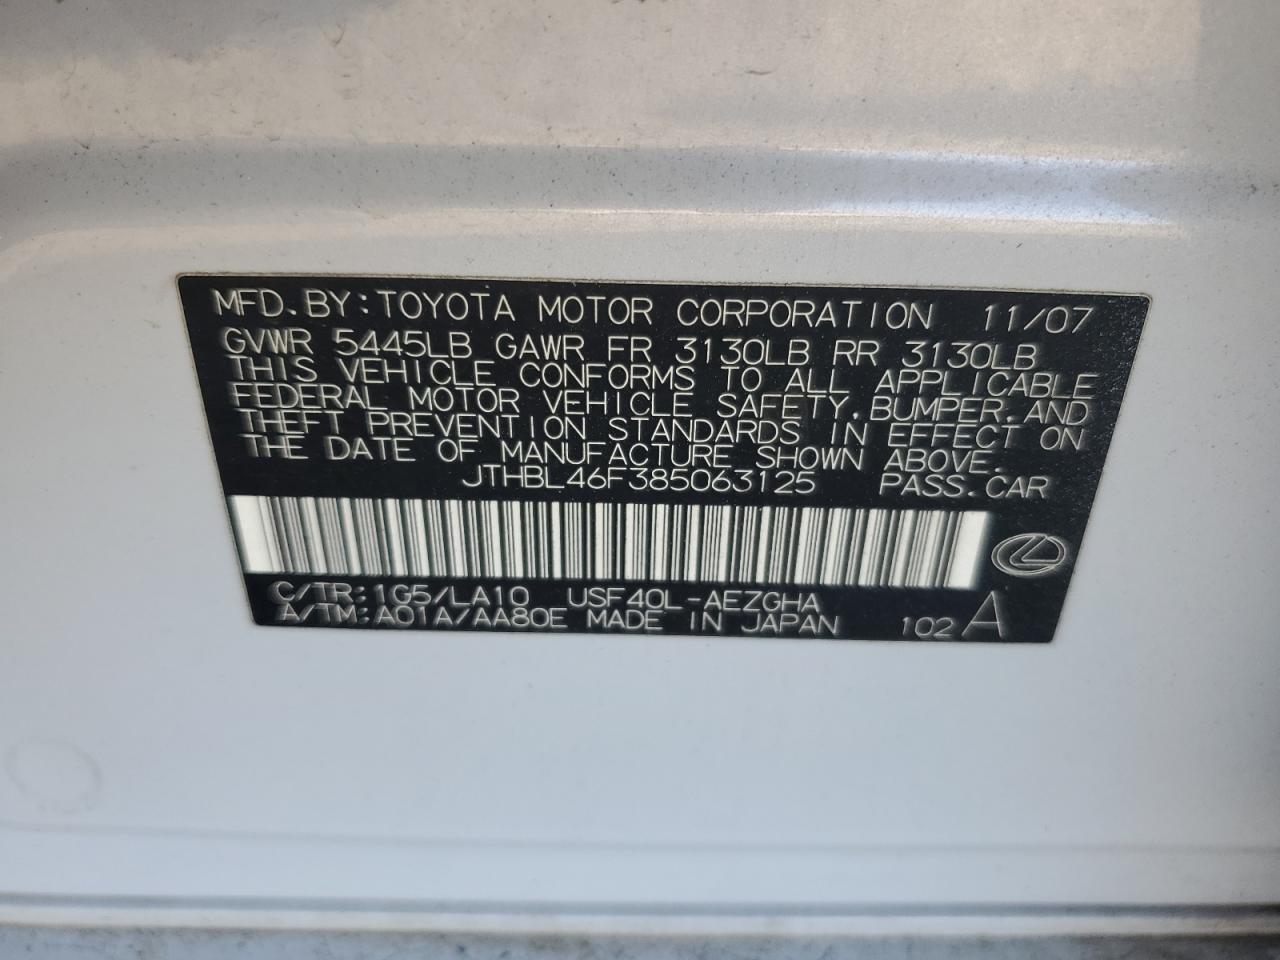 MFD.BY:TOYOTA MOTOR CORPORATION 11/07
GVWR 5445LB GAWR FR 3130LB RR 3130LB
THIS VEHICLE CONFORMS TO ALL APPLICABLE
FEDERAL MOTOR VEHICLE SAFETY,BUMPER,AND
THEFT PREVENTION STANDARDS IN EFFECT ON
THE DATE OF MANUFACTURE SHOWN ABOVE.
JTHBL46F385063125 PASS.CAR
C/TR:1G5/LA10 USF40L-AEZGHA
A/TM:A01A/AA80E MADE IN JAPAN 102 A